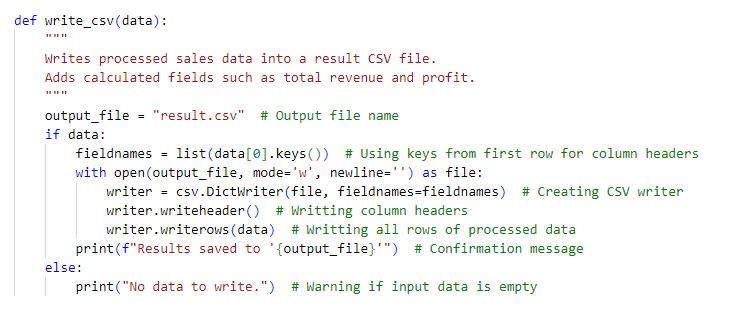 def write_csv(data):
    """
    Writes processed sales data into a result CSV file.
    Adds calculated fields such as total revenue and profit.
    """
    output_file = "result.csv"  # Output file name
    if data:
        fieldnames = list(data[0].keys())  # Using keys from first row for column headers
        with open(output_file, mode='w', newline='') as file:
            writer = csv.DictWriter(file, fieldnames=fieldnames)  # Creating CSV writer
            writer.writeheader()  # Writting column headers
            writer.writerows(data)  # Writting all rows of processed data
        print(f"Results saved to '{output_file}'")  # Confirmation message
    else:
        print("No data to write.")  # Warning if input data is empty